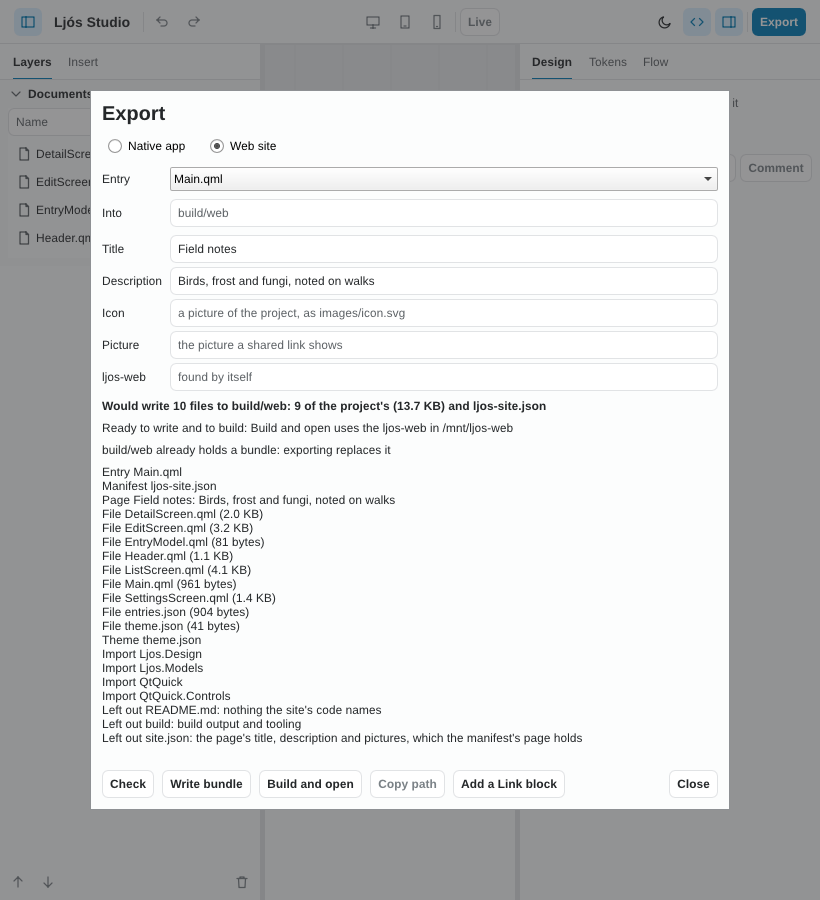 Ljós Studio
Live
Export
Layers
Insert
Design
Tokens
Flow
Documents
Name
DetailScre
EditScreen
EntryMode
Header.qm
it
Comment
Export
Native app
Web site
Entry
Main.qml
Into
build/web
Title
Field notes
Description
Birds, frost and fungi, noted on walks
Icon
a picture of the project, as images/icon.svg
Picture
the picture a shared link shows
ljos-web
found by itself
Would write 10 files to build/web: 9 of the project's (13.7 KB) and ljos-site.json
Ready to write and to build: Build and open uses the ljos-web in /mnt/ljos-web
build/web already holds a bundle: exporting replaces it
Entry Main.qml
Manifest ljos-site.json
Page Field notes: Birds, frost and fungi, noted on walks
File DetailScreen.qml (2.0 KB)
File EditScreen.qml (3.2 KB)
File EntryModel.qml (81 bytes)
File Header.qml (1.1 KB)
File ListScreen.qml (4.1 KB)
File Main.qml (961 bytes)
File SettingsScreen.qml (1.4 KB)
File entries.json (904 bytes)
File theme.json (41 bytes)
Theme theme.json
Import Ljos.Design
Import Ljos.Models
Import QtQuick
Import QtQuick.Controls
Left out README.md: nothing the site's code names
Left out build: build output and tooling
Left out site.json: the page's title, description and pictures, which the manifest's page holds
Check
Write bundle
Build and open
Copy path
Add a Link block
Close